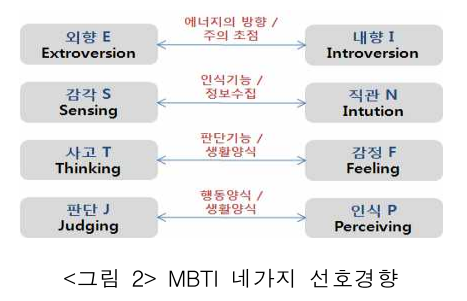 외향 E
Extroversion
에너지의 방향 /
주의 초점
내향 I
Introversion
감각 S
Sensing
인식기능 /
정보수집
직관 N
Intution
사고 T
Thinking
판단기능 /
생활양식
감정 F
Feeling
판단 J
Judging
행동양식 /
생활양식
인식 P
Perceiving
<그림 2> MBTI 네가지 선호경향